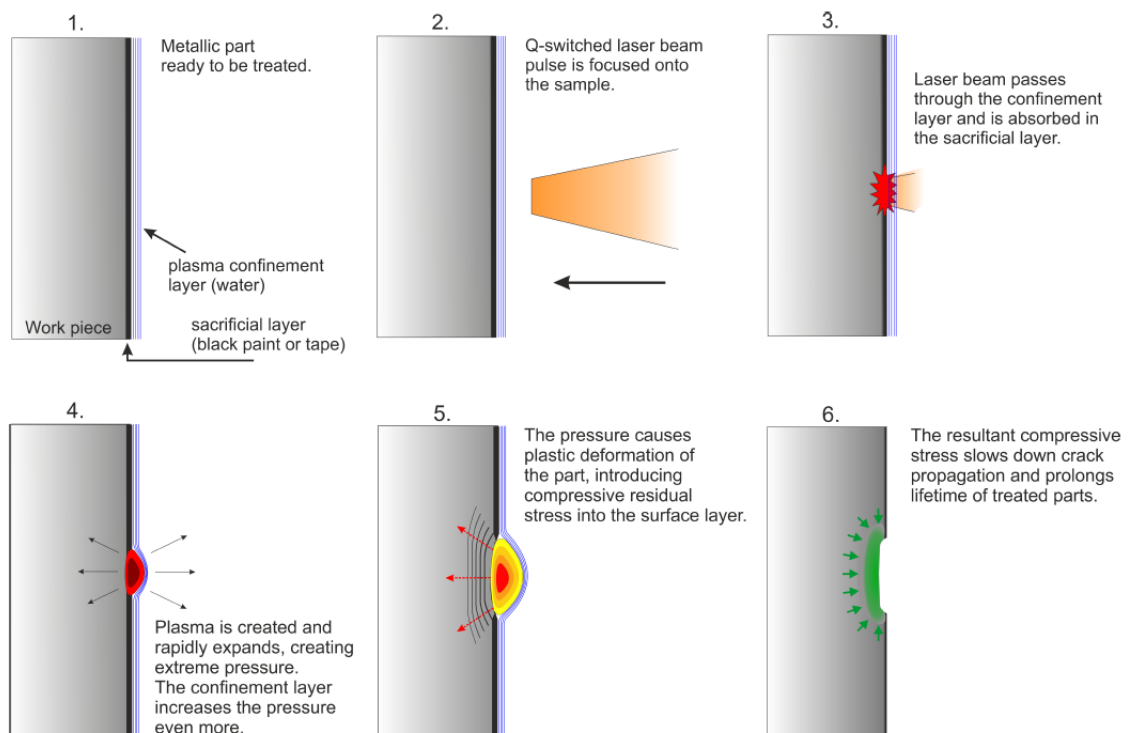 1.
Metallic part
ready to be treated.
plasma confinement
layer (water)
Work piece
sacrificial layer
(black paint or tape)
2.
Q-switched laser beam
pulse is focused onto
the sample.
3.
Laser beam passes
through the confinement
layer and is absorbed in
the sacrificial layer.
4.
Plasma is created and
rapidly expands, creating
extreme pressure.
The confinement layer
increases the pressure
even more.
5.
The pressure causes
plastic deformation of
the part, introducing
compressive residual
stress into the surface layer.
6.
The resultant compressive
stress slows down crack
propagation and prolongs
lifetime of treated parts.